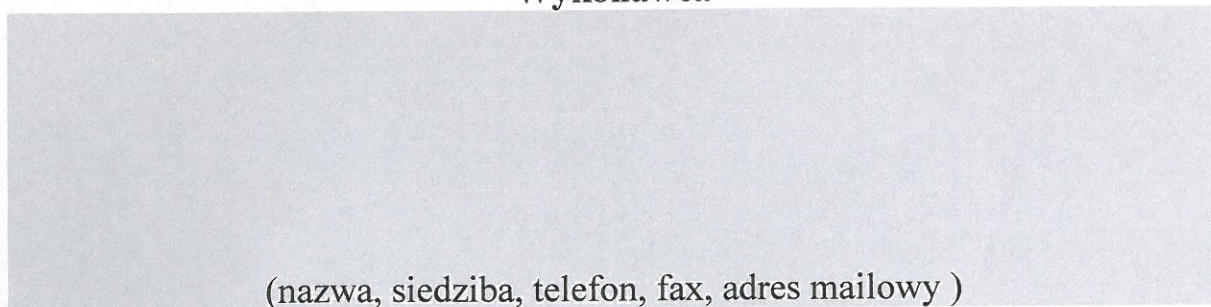 (nazwa, siedziba, telefon, fax, adres mailowy )